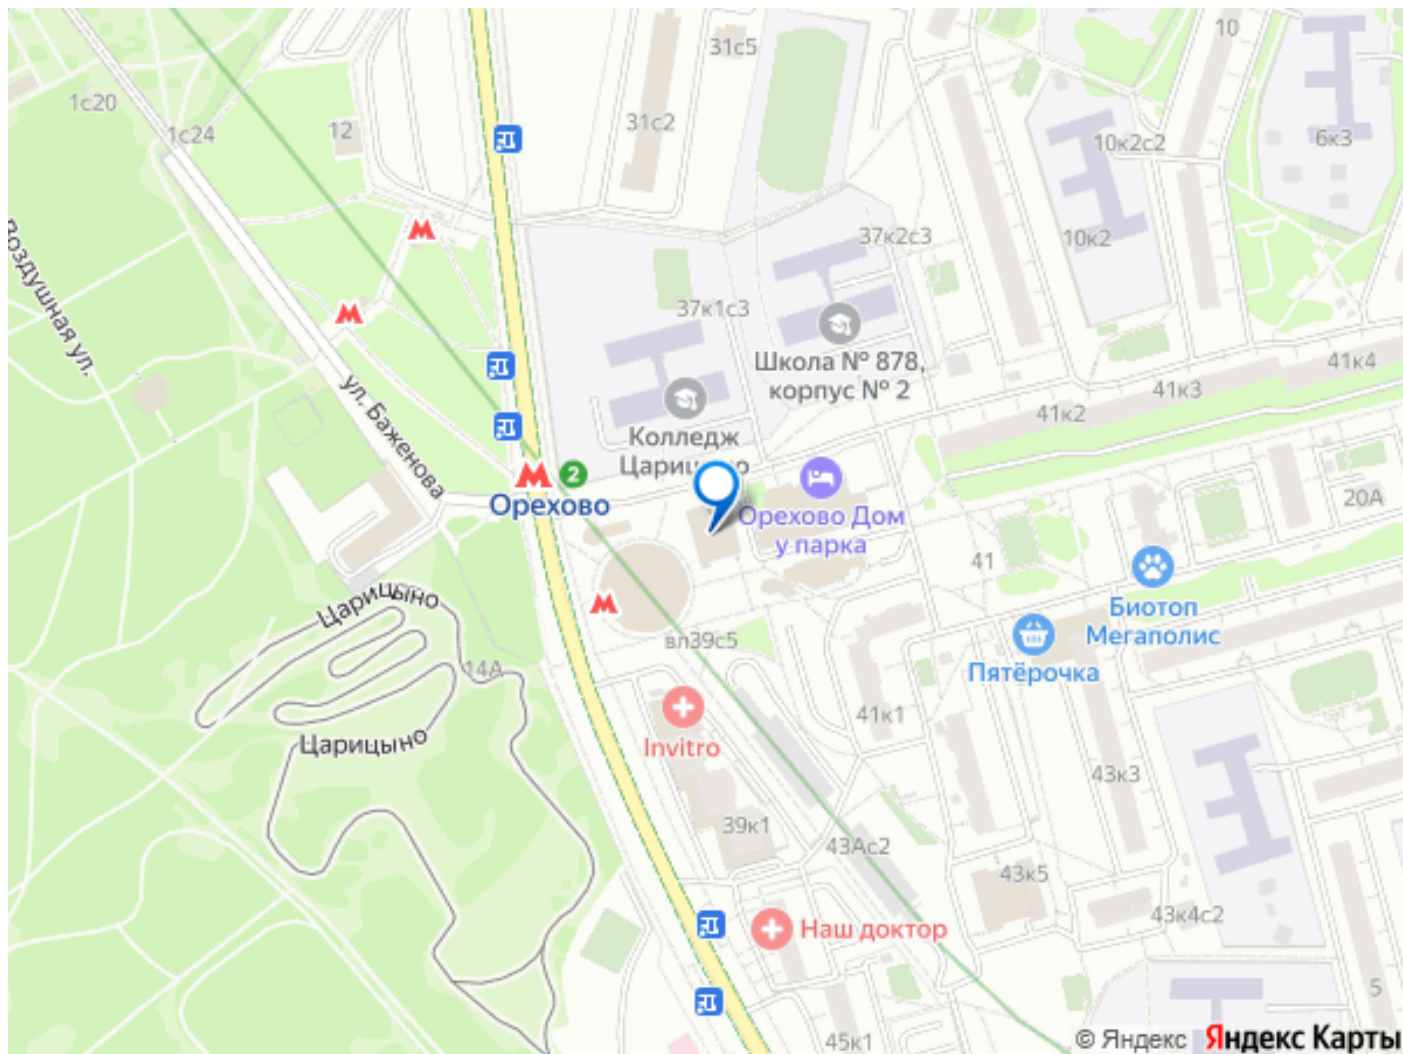 10
31с5
1с20
1с24
12
31с2
10к2с2
6к3
Воздушная ул.
37к2с3
10к2
37к1с3
Школа № 878,
корпус № 2
41к4
41к3
41к2
ул. Баженова
Колледж
Царицыно
2
Орехово
Орехово Дом
у парка
20А
41
Царицыно
Биотоп
Мегаполис
вл39с5
14А
Пятёрочка
41к1
Царицыно
Invitro
43к3
39к1
43Ас2
43к5
43к4с2
Наш доктор
5
45к1
© Яндекс Яндекс Карты